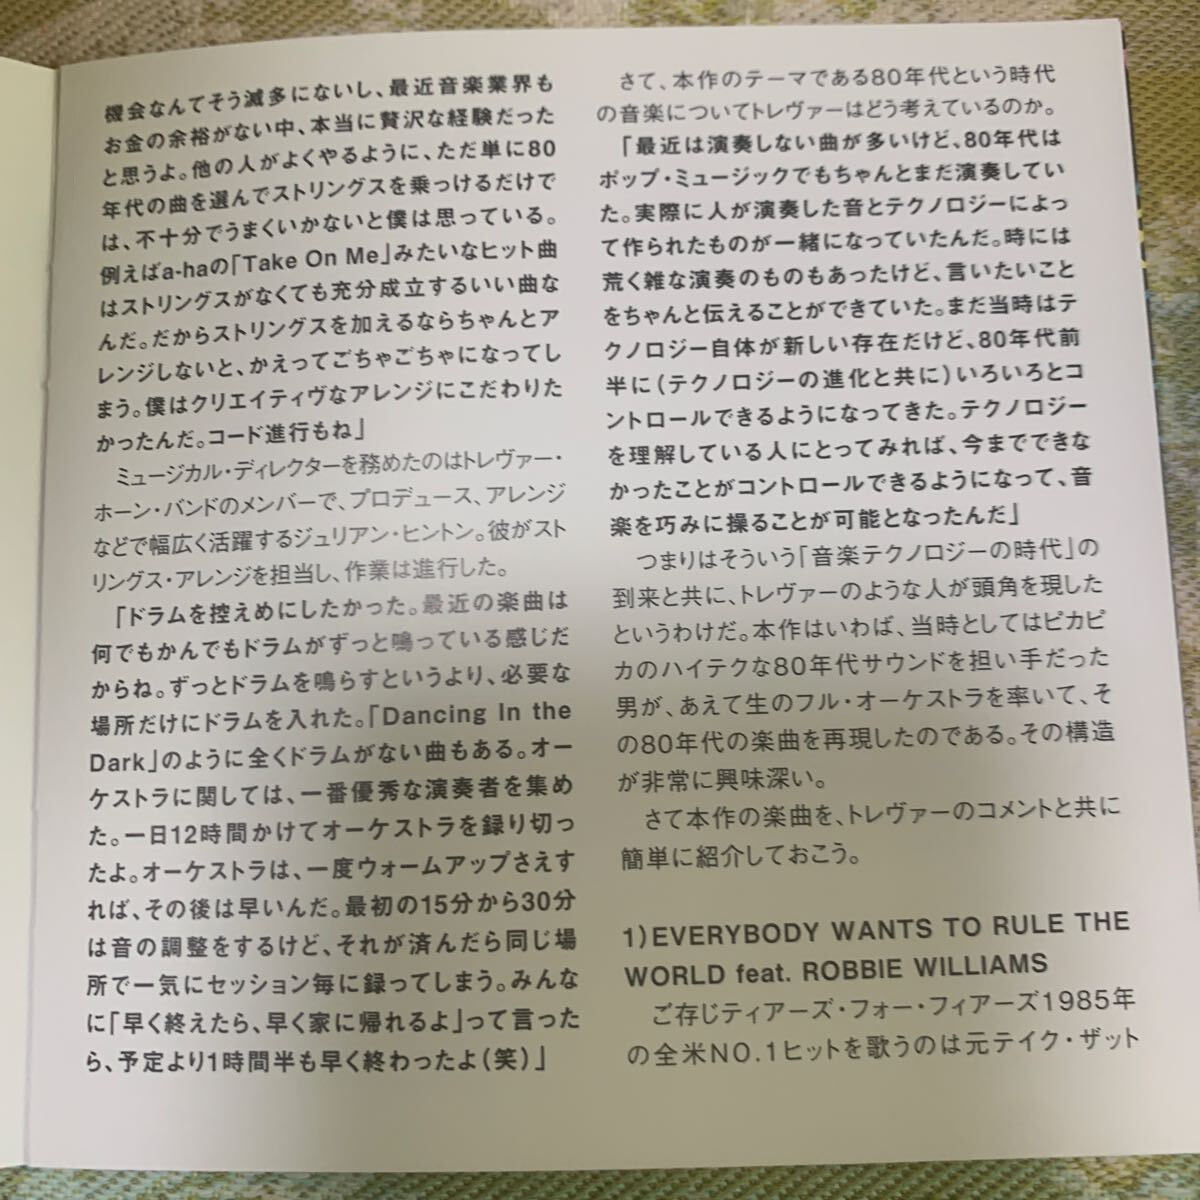 機会なんてそう滅多にないし、最近音楽業界も
お金の余裕がない中、本当に贅沢な経験だった
と思うよ。他の人がよくやるように、ただ単に80
年代の曲を選んでストリングスを乗っけるだけで
は、不十分でうまくいかないと僕は思っている。
例えばa-haの「Take On Me」みたいなヒット曲
はストリングスがなくても充分成立するいい曲な
んだ。だからストリングスを加えるならちゃんとア
レンジしないと、かえってごちゃごちゃになってし
まう。僕はクリエイティヴなアレンジにこだわりた
かったんだ。コード進行もね」
ミュージカル・ディレクターを務めたのはトレヴァー・
ホーン・バンドのメンバーで、プロデュース、アレンジ
などで幅広く活躍するジュリアン・ヒントン。彼がスト
リングス・アレンジを担当し、作業は進行した。
「ドラムを控えめにしたかった。最近の楽曲は
何でもかんでもドラムがずっと鳴っている感じだ
からね。ずっとドラムを鳴らすというより、必要な
場所だけにドラムを入れた。「Dancing In the
Dark」のように全くドラムがない曲もある。オー
ケストラに関しては、一番優秀な演奏者を集め
た。一日12時間かけてオーケストラを録り切っ
たよ。オーケストラは、一度ウォームアップさえす
れば、その後は早いんだ。最初の15分から30分
は音の調整をするけど、それが済んだら同じ場
所で一気にセッション毎に録ってしまう。みんな
に「早く終えたら、早く家に帰れるよ」って言った
ら、予定より1時間半も早く終わったよ（笑）」
さて、本作のテーマである80年代という時代
の音楽についてトレヴァーはどう考えているのか。
「最近は演奏しない曲が多いけど、80年代は
ポップ・ミュージックでもちゃんとまだ演奏してい
た。実際に人が演奏した音とテクノロジーによっ
て作られたものが一緒になっていたんだ。時には
荒く雑な演奏のものもあったけど、言いたいこと
をちゃんと伝えることができていた。まだ当時はテ
クノロジー自体が新しい存在だけど、80年代前
半に（テクノロジーの進化と共に）いろいろとコ
ントロールできるようになってきた。テクノロジー
を理解している人にとってみれば、今までできな
かったことがコントロールできるようになって、音
楽を巧みに操ることが可能となったんだ」
つまりはそういう「音楽テクノロジーの時代」の
到来と共に、トレヴァーのような人が頭角を現した
というわけだ。本作はいわば、当時としてはピカピ
カのハイテクな80年代サウンドを担い手だった
男が、あえて生のフル・オーケストラを率いて、そ
の80年代の楽曲を再現したのである。その構造
が非常に興味深い。
さて本作の楽曲を、トレヴァーのコメントと共に
簡単に紹介しておこう。
1）EVERYBODY WANTS TO RULE THE
WORLD feat. ROBBIE WILLIAMS
ご存じティアーズ・フォー・フィアーズ1985年
の全米NO.1ヒットを歌うのは元テイク・ザット